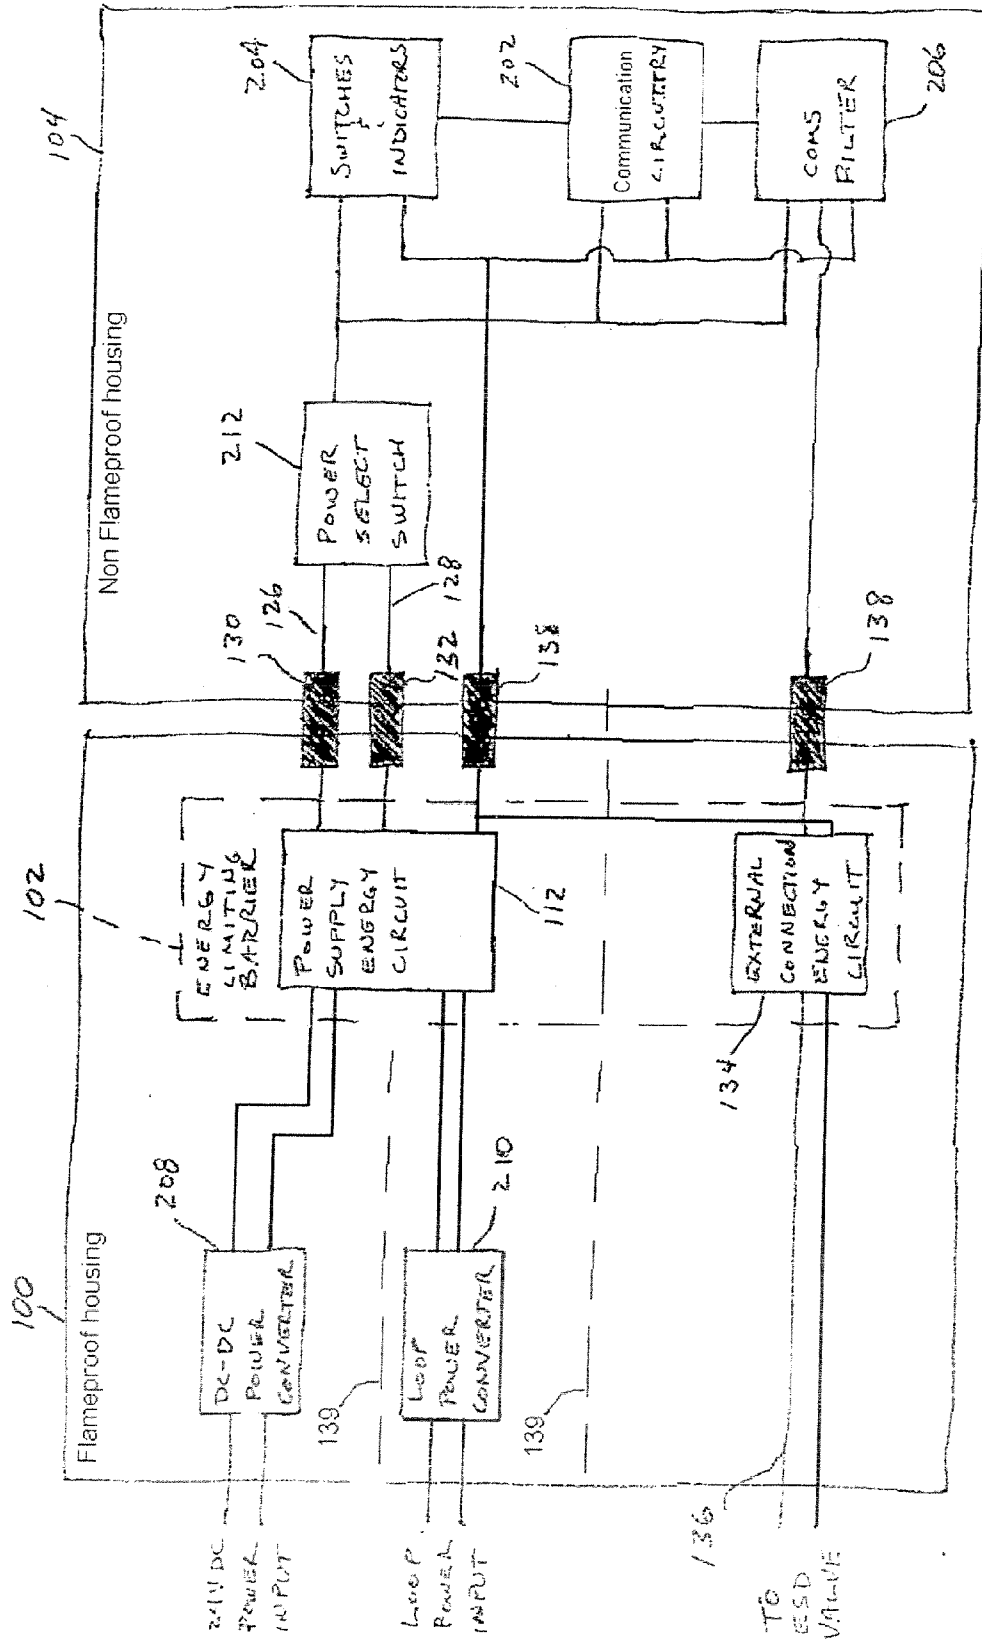 100
Flameproof housing
102
104
Non Flameproof housing
24VDC
POWER
INPUT
208
DC-DC
POWER
CONVERTER
139
LOOP
POWER
INPUT
210
LOOP
POWER
CONVERTER
139
136
TO
ESD
VALVE
ENERGY
LIMITING
BARRIER
POWER
SUPPLY
ENERGY
CIRCUIT
112
134
EXTERNAL
CONNECTION
ENERGY
CIRCUIT
130
126
132
128
138
138
212
POWER
SELECT
SWITCH
204
SWITCHES
&
INDICATORS
202
Communication
CIRCUITRY
COMS
FILTER
206